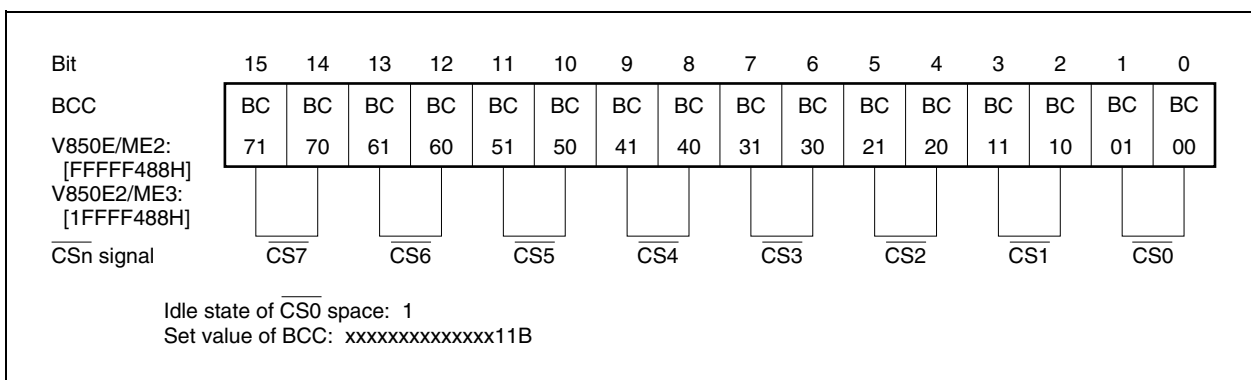 Bit 15 14 13 12 11 10 9 8 7 6 5 4 3 2 1 0
BCC BC BC BC BC BC BC BC BC BC BC BC BC BC BC BC BC
V850E/ME2: 71 70 61 60 51 50 41 40 31 30 21 20 11 10 01 00
[FFFFF488H]
V850E2/ME3:
[1FFFF488H]
CSn signal CS7 CS6 CS5 CS4 CS3 CS2 CS1 CS0
Idle state of CS0 space: 1
Set value of BCC: xxxxxxxxxxxxxx11B